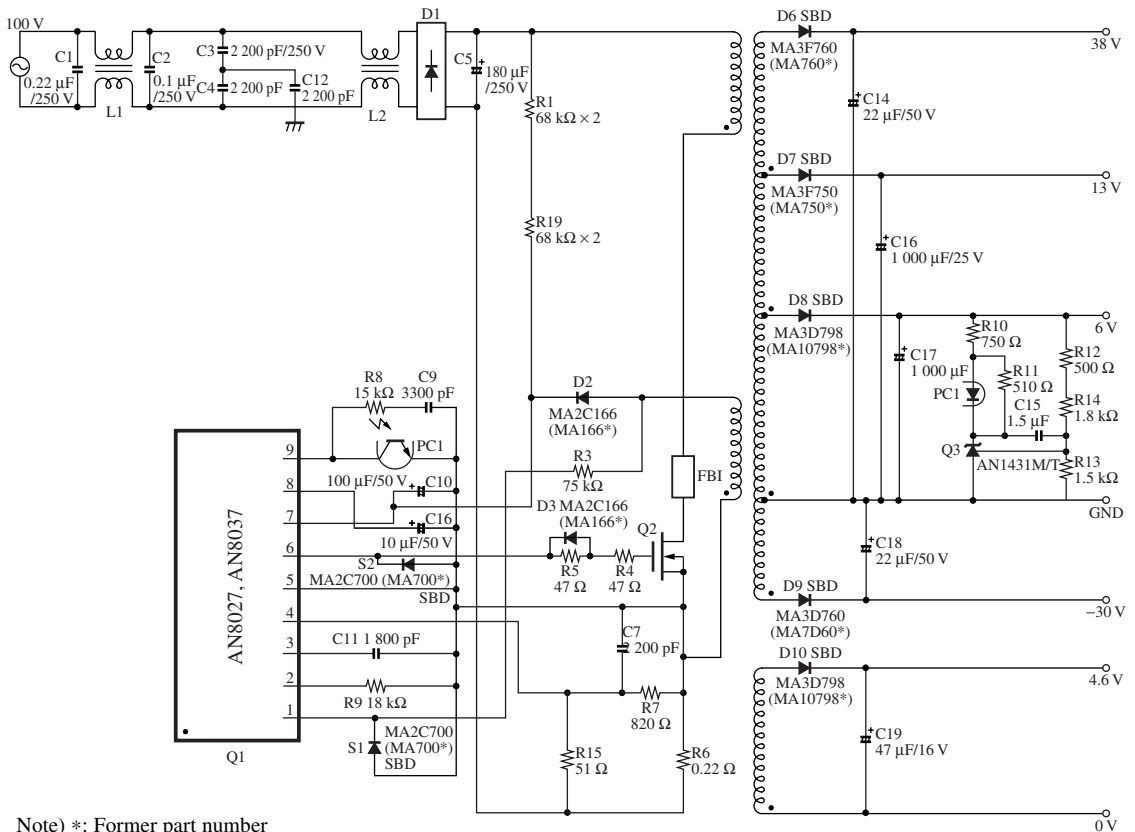 100 V
C1
0.22 µF
/250 V
L1
C2
0.1 µF
/250 V
C3
2 200 pF/250 V
C4
2 200 pF
C12
2 200 pF
L2
D1
C5
180 µF
/250 V
R1
68 kΩ × 2
R19
68 kΩ × 2
D6 SBD
MA3F760
(MA760*)
38 V
C14
22 µF/50 V
D7 SBD
MA3F750
(MA750*)
13 V
C16
1 000 µF/25 V
D8 SBD
MA3D798
(MA10798*)
6 V
C17
1 000 µF
R10
750 Ω
R11
510 Ω
PC1
C15
1.5 µF
R12
500 Ω
R14
1.8 kΩ
Q3
AN1431M/T
R13
1.5 kΩ
GND
C18
22 µF/50 V
D9 SBD
MA3D760
(MA7D60*)
−30 V
D10 SBD
MA3D798
(MA10798*)
4.6 V
C19
47 µF/16 V
0 V
R8
15 kΩ
C9
3300 pF
PC1
D2
MA2C166
(MA166*)
R3
75 kΩ
FBI
100 µF/50 V
C10
C16
10 µF/50 V
D3 MA2C166
(MA166*)
Q2
R5
47 Ω
R4
47 Ω
S2
MA2C700 (MA700*)
SBD
C7
2 200 pF
C11 1 800 pF
R9 18 kΩ
R7
820 Ω
S1
MA2C700
(MA700*)
SBD
R15
51 Ω
R6
0.22 Ω
AN8027, AN8037
9
8
7
6
5
4
3
2
1
Q1
Note) *: Former part number